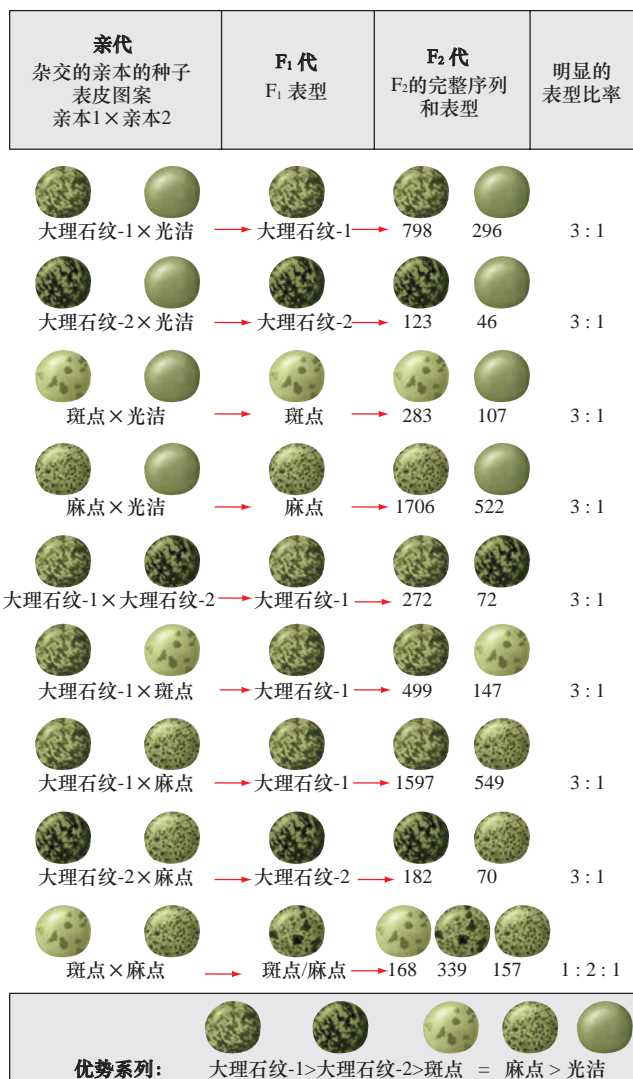 亲代
杂交的亲本的种子
表皮图案
亲本1×亲本2
F₁ 代
F₁ 表型
F₂ 代
F₂的完整序列
和表型
明显的
表型比率
大理石纹-1×光洁 大理石纹-1 798 296 3 : 1
大理石纹-2×光洁 大理石纹-2 123 46 3 : 1
斑点×光洁 斑点 283 107 3 : 1
麻点×光洁 麻点 1706 522 3 : 1
大理石纹-1×大理石纹-2 大理石纹-1 272 72 3 : 1
大理石纹-1×斑点 大理石纹-1 499 147 3 : 1
大理石纹-1×麻点 大理石纹-1 1597 549 3 : 1
大理石纹-2×麻点 大理石纹-2 182 70 3 : 1
斑点×麻点 斑点/麻点 168 339 157 1 : 2 : 1
优势系列: 大理石纹-1>大理石纹-2>斑点 = 麻点 > 光洁